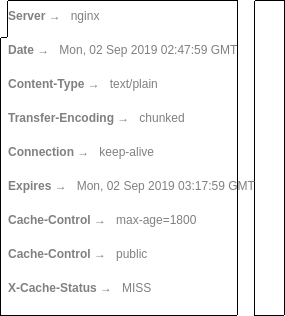 Server → nginx
Date → Mon, 02 Sep 2019 02:47:59 GMT
Content-Type → text/plain
Transfer-Encoding → chunked
Connection → keep-alive
Expires → Mon, 02 Sep 2019 03:17:59 GMT
Cache-Control → max-age=1800
Cache-Control → public
X-Cache-Status → MISS